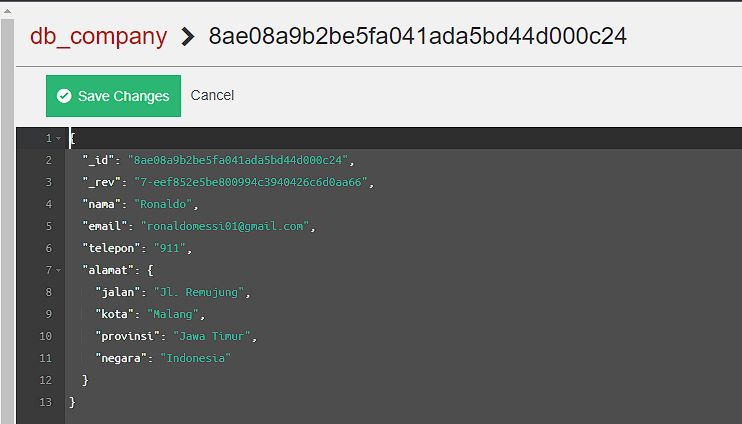 db_company > 8ae08a9b2be5fa041ada5bd44d000c24
Save Changes Cancel
1 {
2 "_id": "8ae08a9b2be5fa041ada5bd44d000c24",
3 "_rev": "7-eef852e5be800994c3940426c6d0aa66",
4 "nama": "Ronaldo",
5 "email": "ronaldomessi01@gmail.com",
6 "telepon": "911",
7 "alamat": {
8 "jalan": "Jl. Remujung",
9 "kota": "Malang",
10 "provinsi": "Jawa Timur",
11 "negara": "Indonesia"
12 }
13 }